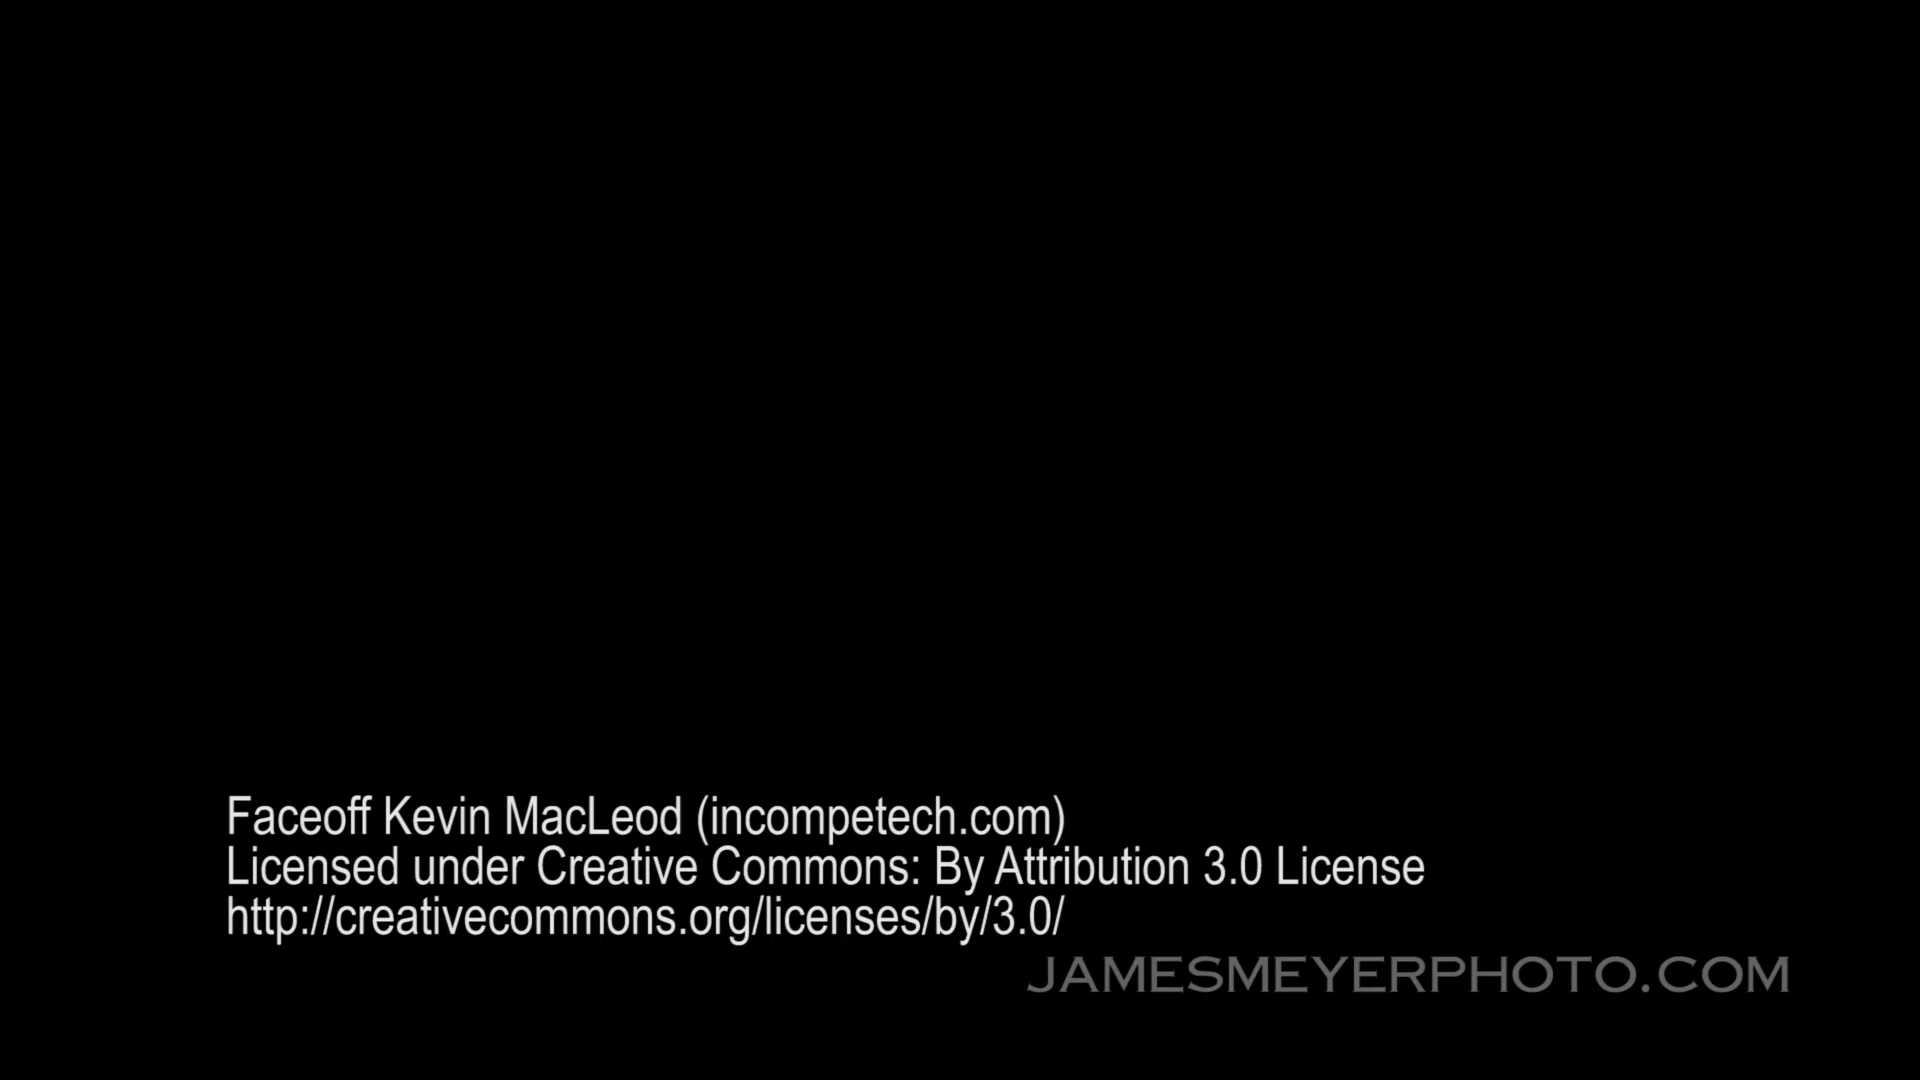 Faceoff Kevin MacLeod (incompetech.com)
Licensed under Creative Commons: By Attribution 3.0 License
http://creativecommons.org/licenses/by/3.0/
JAMESMEYERPHOTO.COM